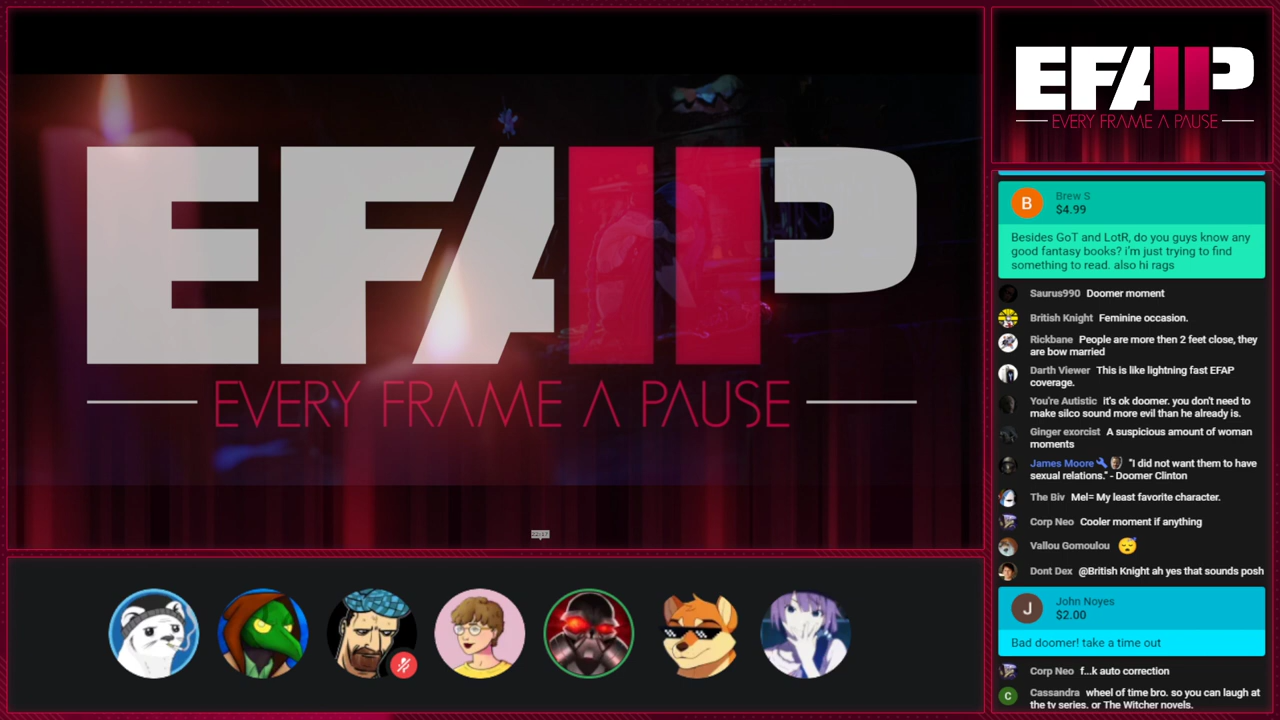 EFAP
EVERY FRAME A PAUSE
EFAP
EVERY FRAME A PAUSE
B
Brew S
$4.99
Besides GoT and LotR, do you guys know any
good fantasy books? i'm just trying to find
something to read. also hi rags
Saurus990 Doomer moment
British Knight Feminine occasion.
Rickbane People are more then 2 feet close, they
are bow married
Darth Viewer This is like lightning fast EFAP
coverage.
You're Autistic it's ok doomer. you don't need to
make silco sound more evil than he already is.
Ginger exorcist A suspicious amount of woman
moments
James Moore "I did not want them to have
sexual relations." - Doomer Clinton
The Biv Mel= My least favorite character.
Corp Neo Cooler moment if anything
Vallou Gomoulou 😴
Dont Dex @British Knight ah yes that sounds posh
J
John Noyes
$2.00
Bad doomer! take a time out
Corp Neo f...k auto correction
C
Cassandra wheel of time bro. so you can laugh at
the tv series. or The Witcher novels.